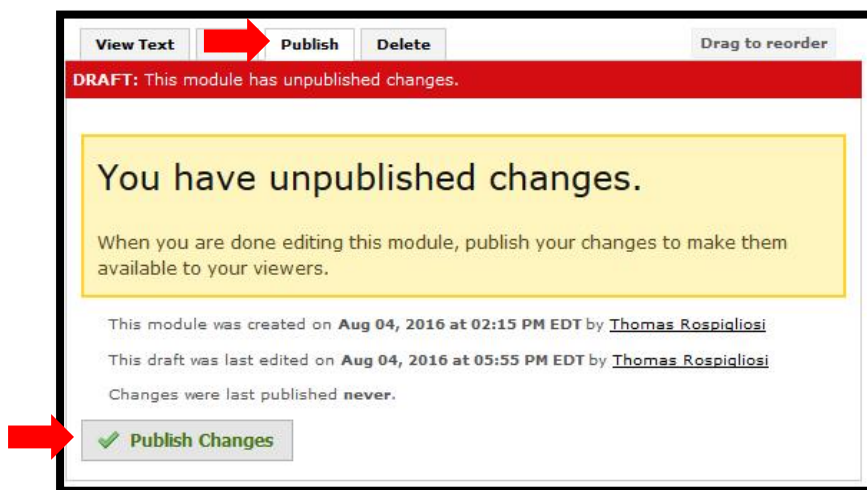 View Text Publish Delete Drag to reorder
DRAFT: This module has unpublished changes.
You have unpublished changes.
When you are done editing this module, publish your changes to make them
available to your viewers.
This module was created on Aug 04, 2016 at 02:15 PM EDT by Thomas Rospigliosi
This draft was last edited on Aug 04, 2016 at 05:55 PM EDT by Thomas Rospigliosi
Changes were last published never.
Publish Changes